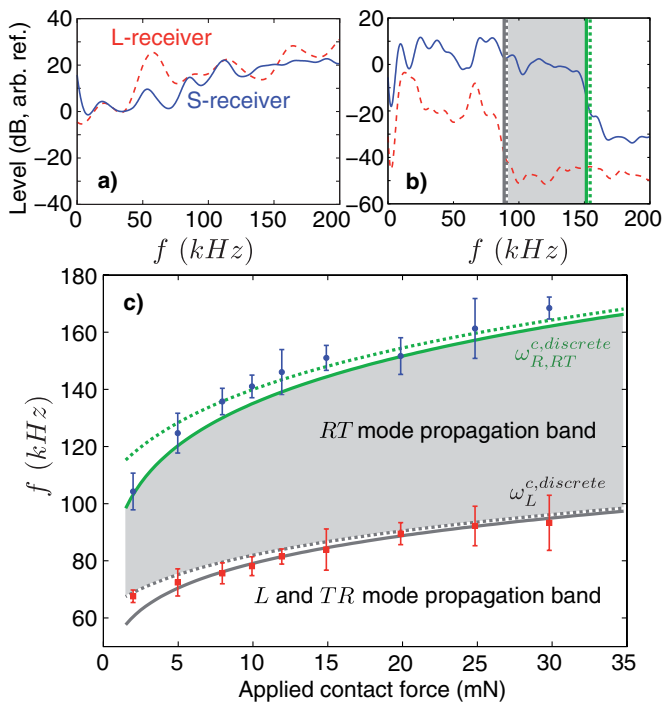 Level (dB, arb. ref.)
40
20
0
−20
−40
L-receiver
S-receiver
a)
0 50 100 150 200
f (kHz)
20
0
−20
−40
−60
b)
0 50 100 150 200
f (kHz)
f (kHz)
180
160
140
120
100
80
60
c)
ω_{R,RT}^{c,discrete}
RT mode propagation band
ω_L^{c,discrete}
L and TR mode propagation band
0 5 10 15 20 25 30 35
Applied contact force (mN)